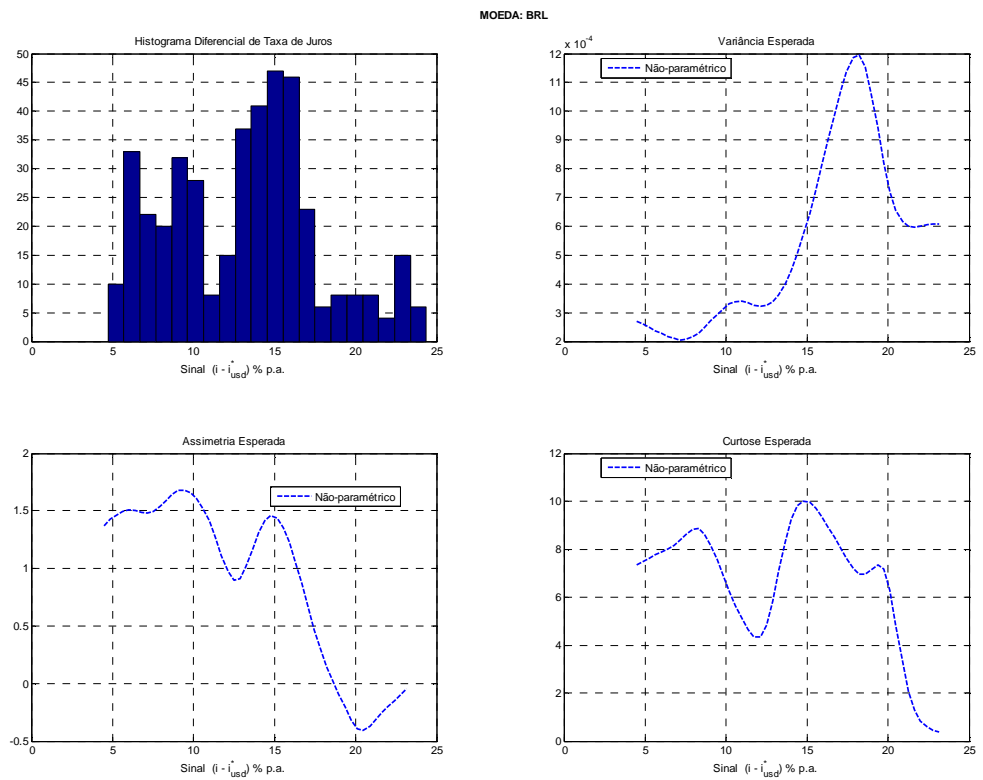 MOEDA: BRL
Histograma Diferencial de Taxa de Juros
50
45
40
35
30
25
20
15
10
5
0
0 5 10 15 20 25
Sinal (i - i*usd) % p.a.
Variância Esperada
x 10-4
Não-paramétrico
12
11
10
9
8
7
6
5
4
3
2
0 5 10 15 20 25
Sinal (i - i*usd) % p.a.
Assimetria Esperada
Não-paramétrico
2
1.5
1
0.5
0
-0.5
0 5 10 15 20 25
Sinal (i - i*usd) % p.a.
Curtose Esperada
Não-paramétrico
12
10
8
6
4
2
0
0 5 10 15 20 25
Sinal (i - i*usd) % p.a.